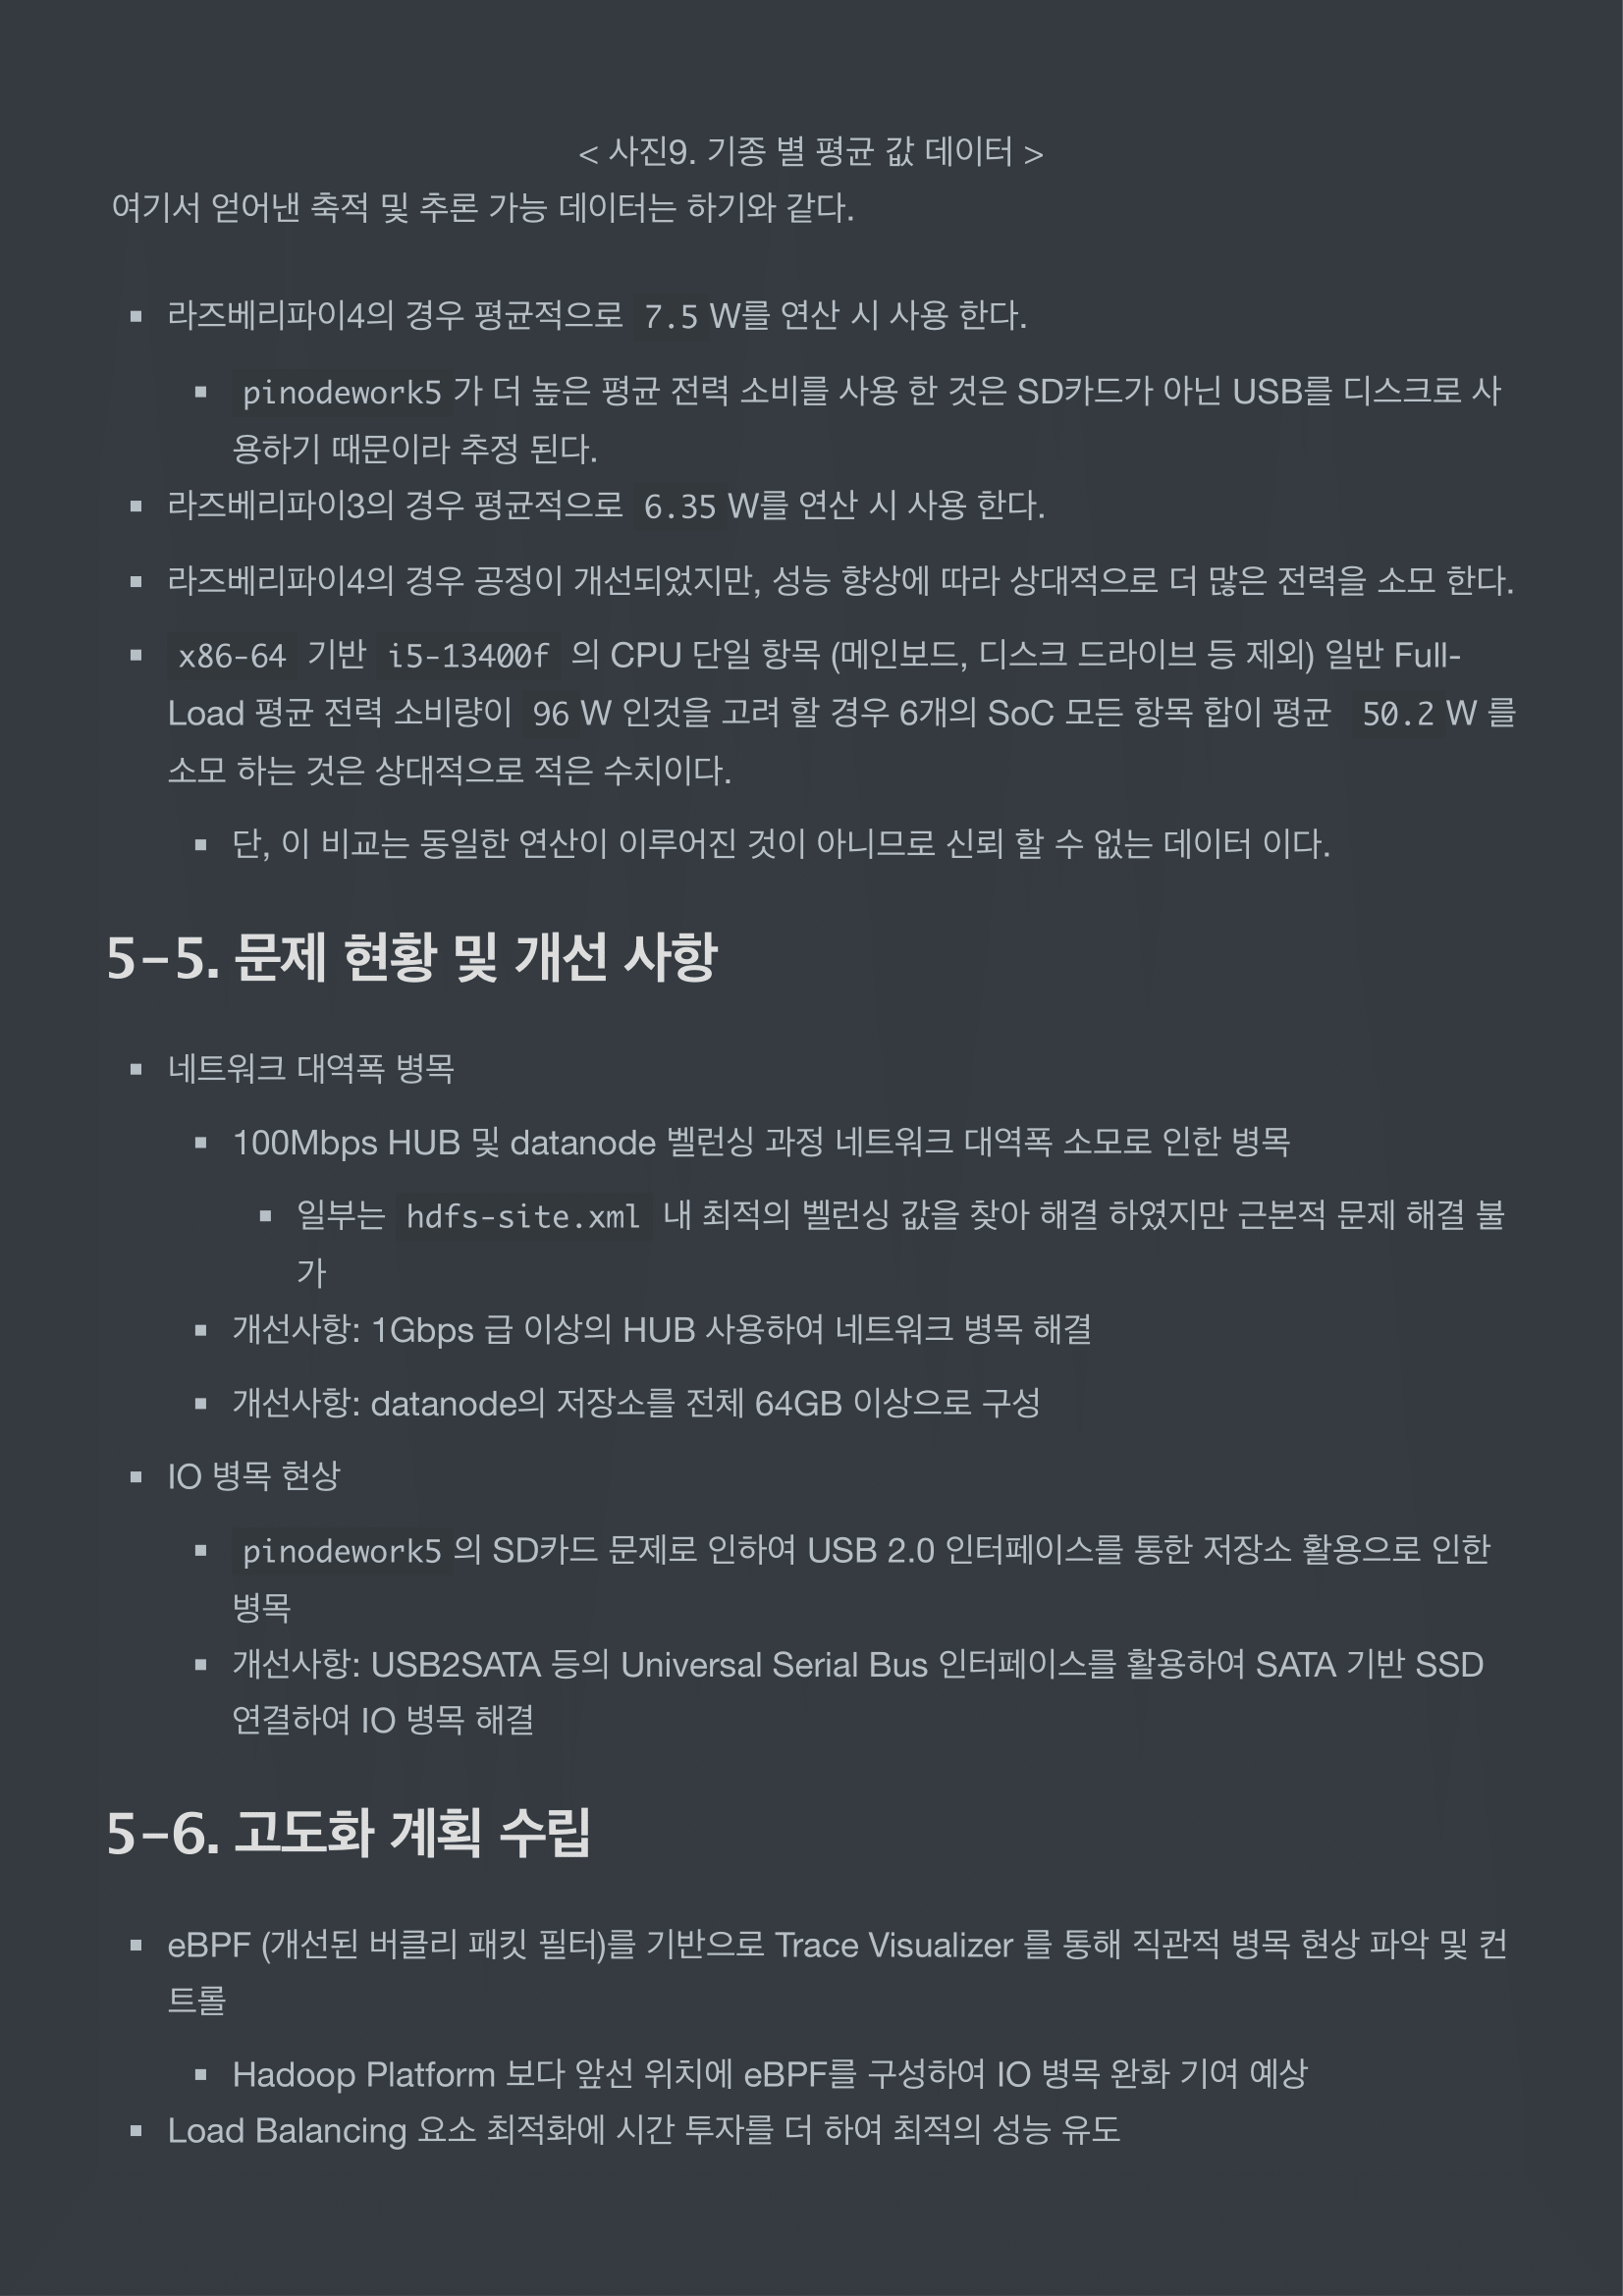 < 사진9. 기종 별 평균 값 데이터 >
여기서 얻어낸 축적 및 추론 가능 데이터는 하기와 같다.
▪ 라즈베리파이4의 경우 평균적으로 7.5 W를 연산 시 사용 한다.
▪ pinodework5 가 더 높은 평균 전력 소비를 사용 한 것은 SD카드가 아닌 USB를 디스크로 사
용하기 때문이라 추정 된다.
▪ 라즈베리파이3의 경우 평균적으로 6.35 W를 연산 시 사용 한다.
▪ 라즈베리파이4의 경우 공정이 개선되었지만, 성능 향상에 따라 상대적으로 더 많은 전력을 소모 한다.
▪ x86-64 기반 i5-13400f 의 CPU 단일 항목 (메인보드, 디스크 드라이브 등 제외) 일반 Full-
Load 평균 전력 소비량이 96 W 인것을 고려 할 경우 6개의 SoC 모든 항목 합이 평균 50.2 W 를
소모 하는 것은 상대적으로 적은 수치이다.
▪ 단, 이 비교는 동일한 연산이 이루어진 것이 아니므로 신뢰 할 수 없는 데이터 이다.
5-5. 문제 현황 및 개선 사항
▪ 네트워크 대역폭 병목
▪ 100Mbps HUB 및 datanode 벨런싱 과정 네트워크 대역폭 소모로 인한 병목
▪ 일부는 hdfs-site.xml 내 최적의 벨런싱 값을 찾아 해결 하였지만 근본적 문제 해결 불
가
▪ 개선사항: 1Gbps 급 이상의 HUB 사용하여 네트워크 병목 해결
▪ 개선사항: datanode의 저장소를 전체 64GB 이상으로 구성
▪ IO 병목 현상
▪ pinodework5 의 SD카드 문제로 인하여 USB 2.0 인터페이스를 통한 저장소 활용으로 인한
병목
▪ 개선사항: USB2SATA 등의 Universal Serial Bus 인터페이스를 활용하여 SATA 기반 SSD
연결하여 IO 병목 해결
5-6. 고도화 계획 수립
▪ eBPF (개선된 버클리 패킷 필터)를 기반으로 Trace Visualizer 를 통해 직관적 병목 현상 파악 및 컨
트롤
▪ Hadoop Platform 보다 앞선 위치에 eBPF를 구성하여 IO 병목 완화 기여 예상
▪ Load Balancing 요소 최적화에 시간 투자를 더 하여 최적의 성능 유도